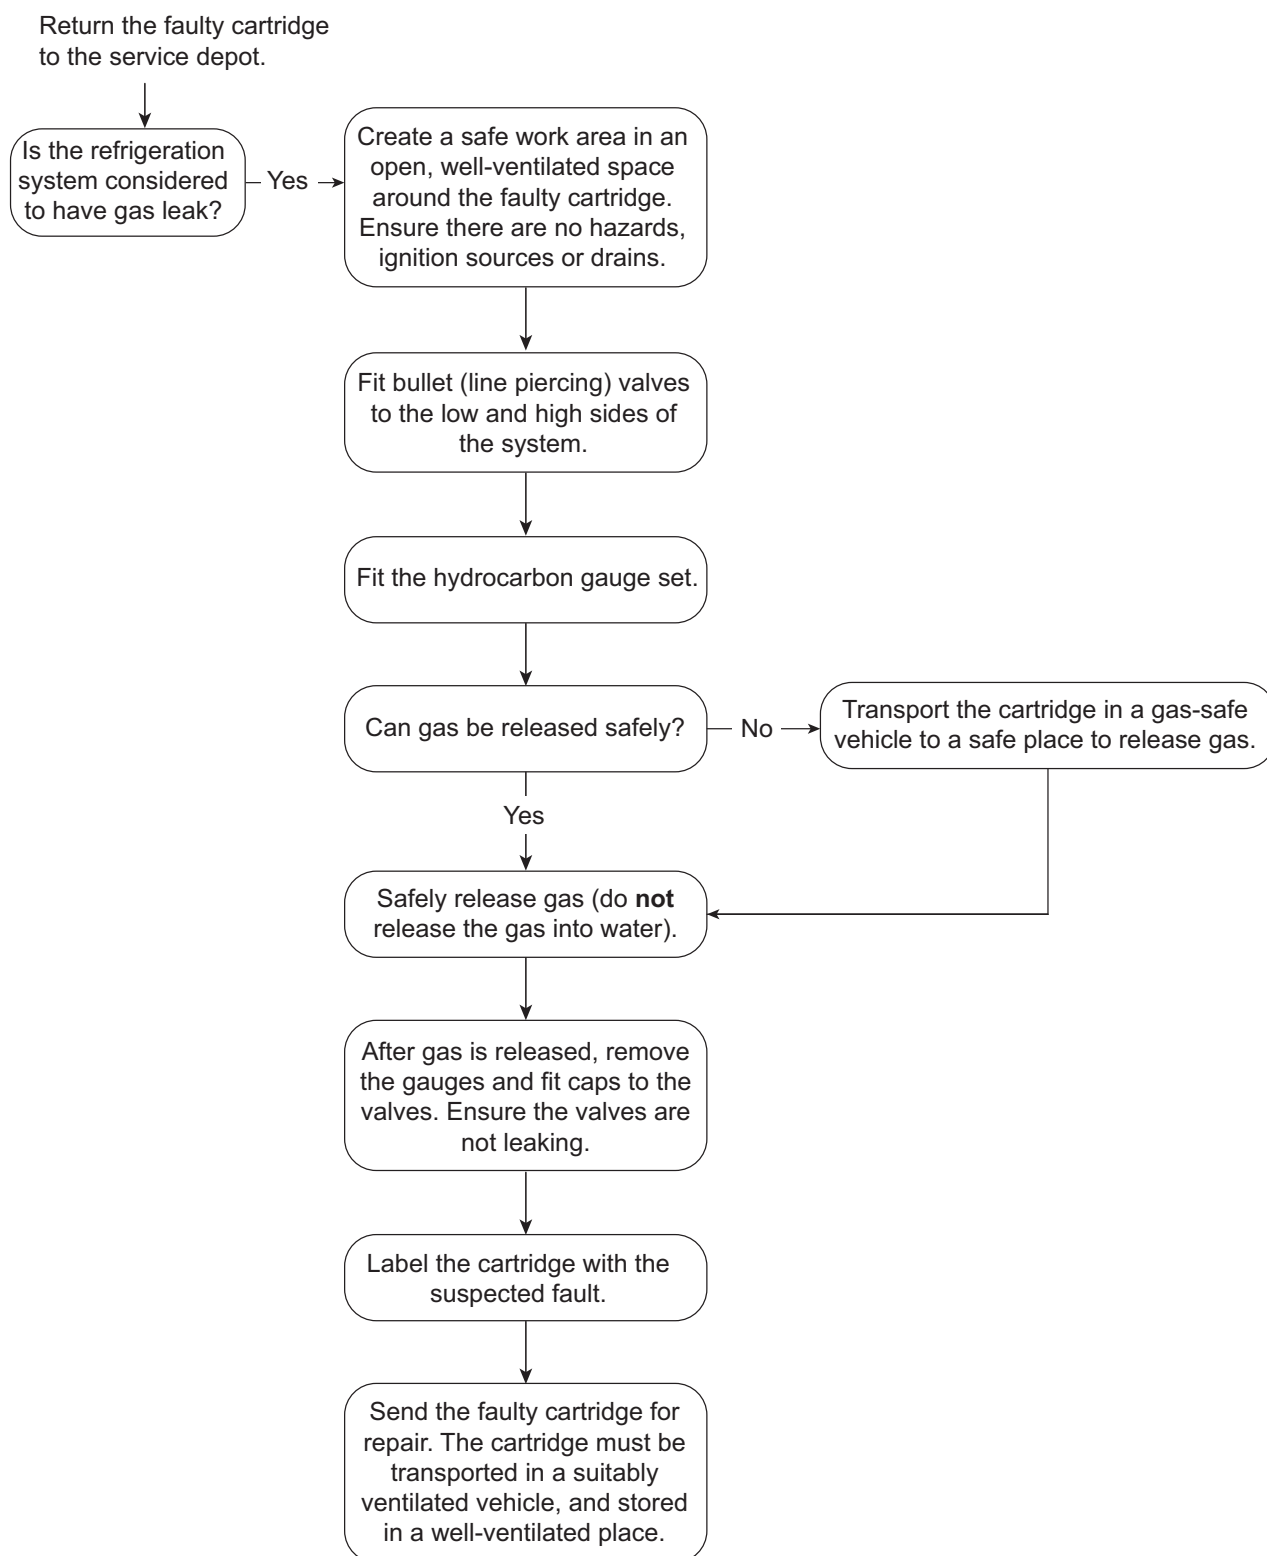 Return the faulty cartridge
to the service depot.
Is the refrigeration
system considered
to have gas leak?
Yes
Create a safe work area in an
open, well-ventilated space
around the faulty cartridge.
Ensure there are no hazards,
ignition sources or drains.
Fit bullet (line piercing) valves
to the low and high sides of
the system.
Fit the hydrocarbon gauge set.
Can gas be released safely?
No
Transport the cartridge in a gas-safe
vehicle to a safe place to release gas.
Yes
Safely release gas (do not
release the gas into water).
After gas is released, remove
the gauges and fit caps to the
valves. Ensure the valves are
not leaking.
Label the cartridge with the
suspected fault.
Send the faulty cartridge for
repair. The cartridge must be
transported in a suitably
ventilated vehicle, and stored
in a well-ventilated place.